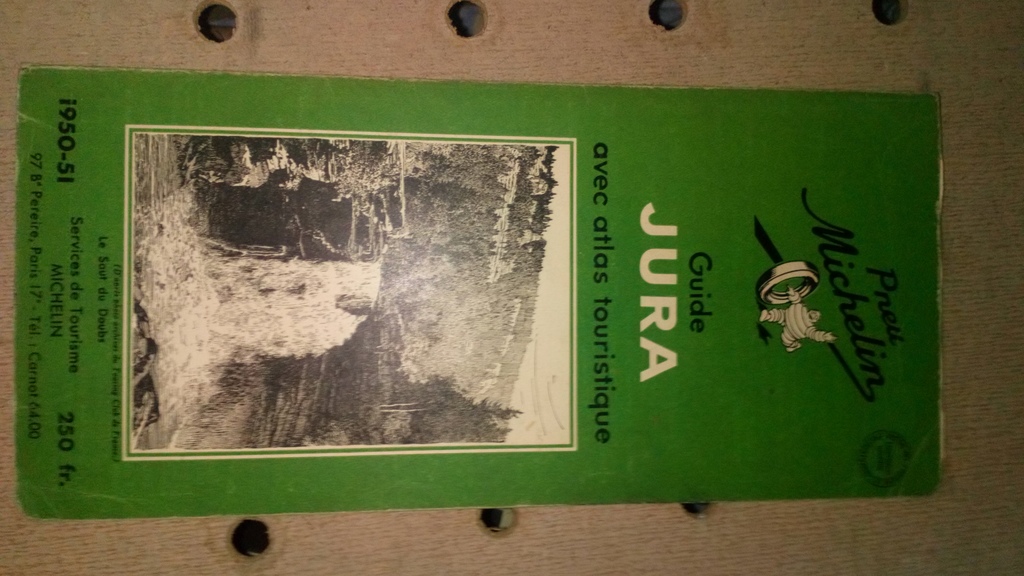 Pneu
Michelin
Guide
JURA
avec atlas touristique
Le Saut du Doubs
1950-51 Services de Tourisme 250 fr.
MICHELIN
97 Bd Pereire, Paris 17e - Tél. : Carnot 64.00